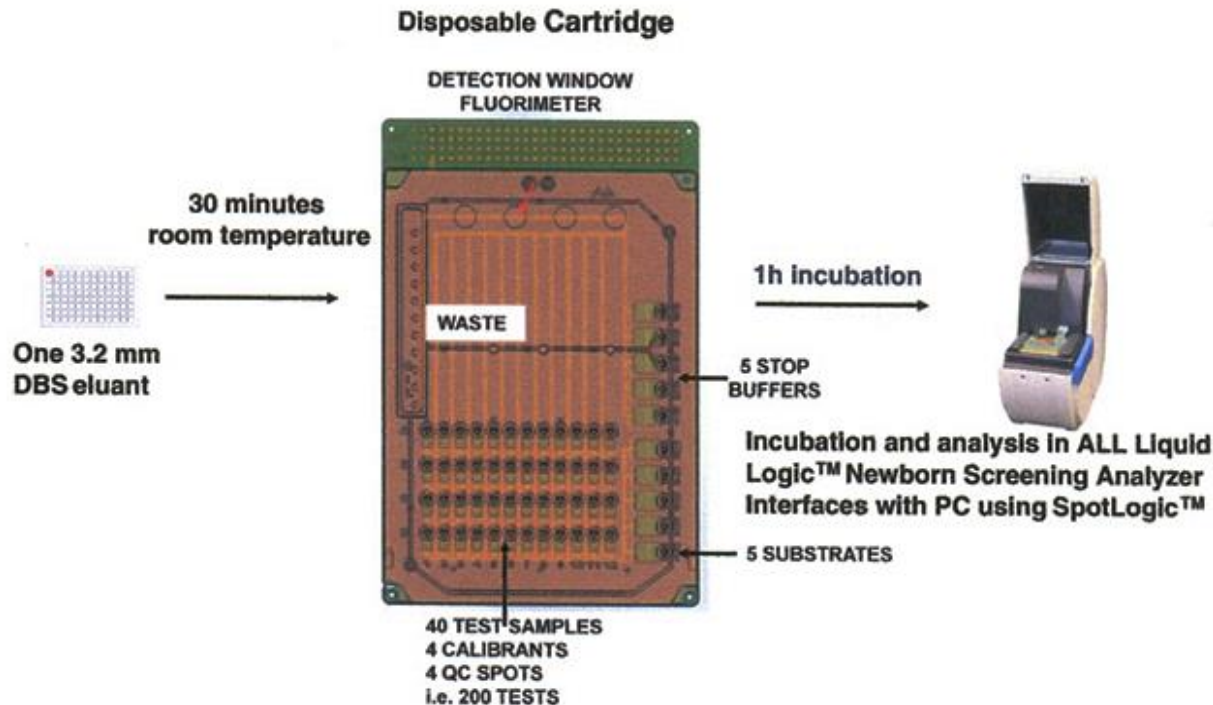 Disposable Cartridge
DETECTION WINDOW
FLUORIMETER
30 minutes
room temperature
One 3.2 mm
DBS eluant
WASTE
1h incubation
5 STOP
BUFFERS
Incubation and analysis in ALL Liquid
Logic™ Newborn Screening Analyzer
Interfaces with PC using SpotLogic™
5 SUBSTRATES
40 TEST SAMPLES
4 CALIBRANTS
4 QC SPOTS
i.e. 200 TESTS